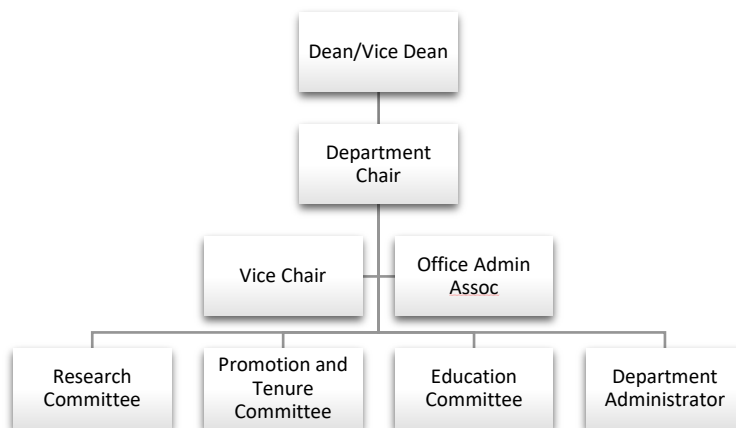 Dean/Vice Dean
Department
Chair
Vice Chair
Office Admin
Assoc
Research
Committee
Promotion and
Tenure
Committee
Education
Committee
Department
Administrator